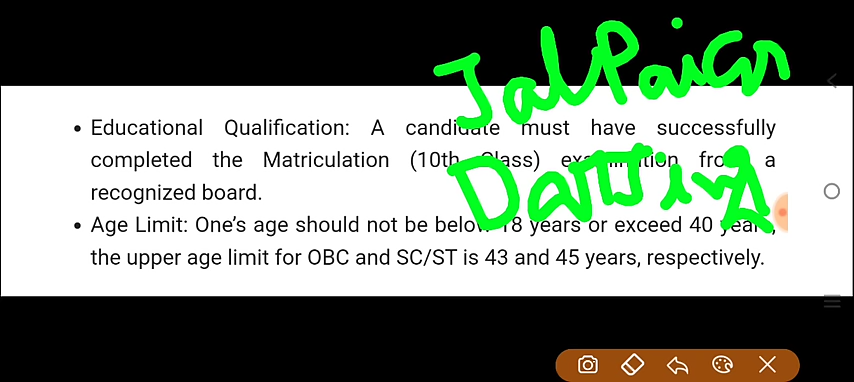 JalPaiGr
• Educational Qualification: A candidate must have successfully
completed the Matriculation (10th Class) examination from a
recognized board.
DarJing
• Age Limit: One's age should not be below 18 years or exceed 40 years,
the upper age limit for OBC and SC/ST is 43 and 45 years, respectively.